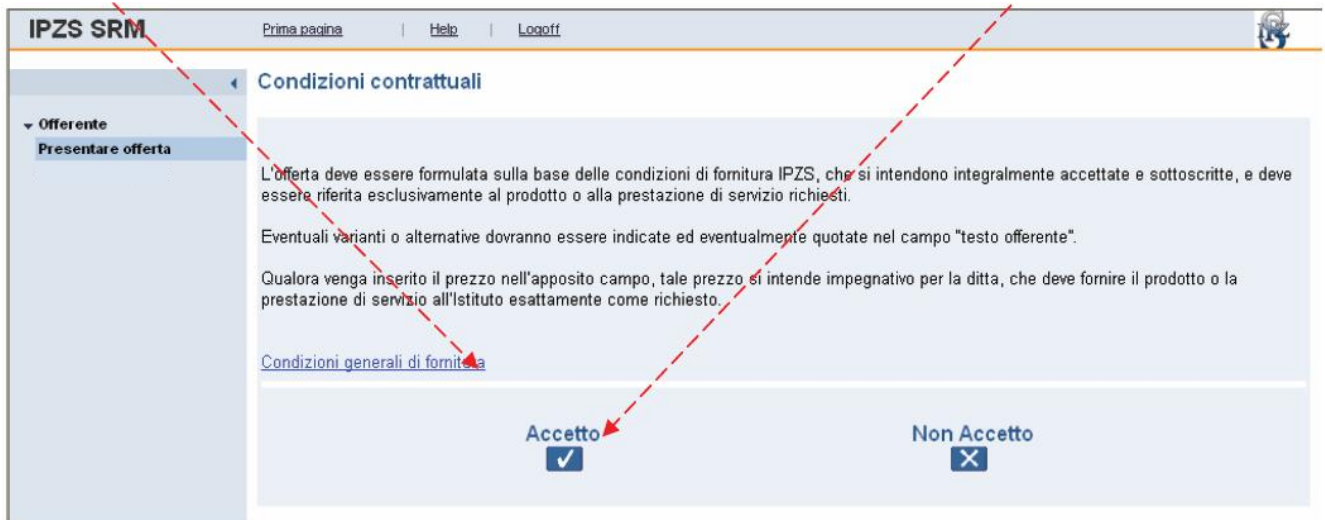 IPZS SRM
Prima pagina | Help | Logoff
Condizioni contrattuali
Offerente
Presentare offerta
L'offerta deve essere formulata sulla base delle condizioni di fornitura IPZS, che si intendono integralmente accettate e sottoscritte, e deve
essere riferita esclusivamente al prodotto o alla prestazione di servizio richiesti.
Eventuali varianti o alternative dovranno essere indicate ed eventualmente quotate nel campo "testo offerente".
Qualora venga inserito il prezzo nell'apposito campo, tale prezzo si intende impegnativo per la ditta, che deve fornire il prodotto o la
prestazione di servizio all'Istituto esattamente come richiesto.
Condizioni generali di fornitura
Accetto
Non Accetto